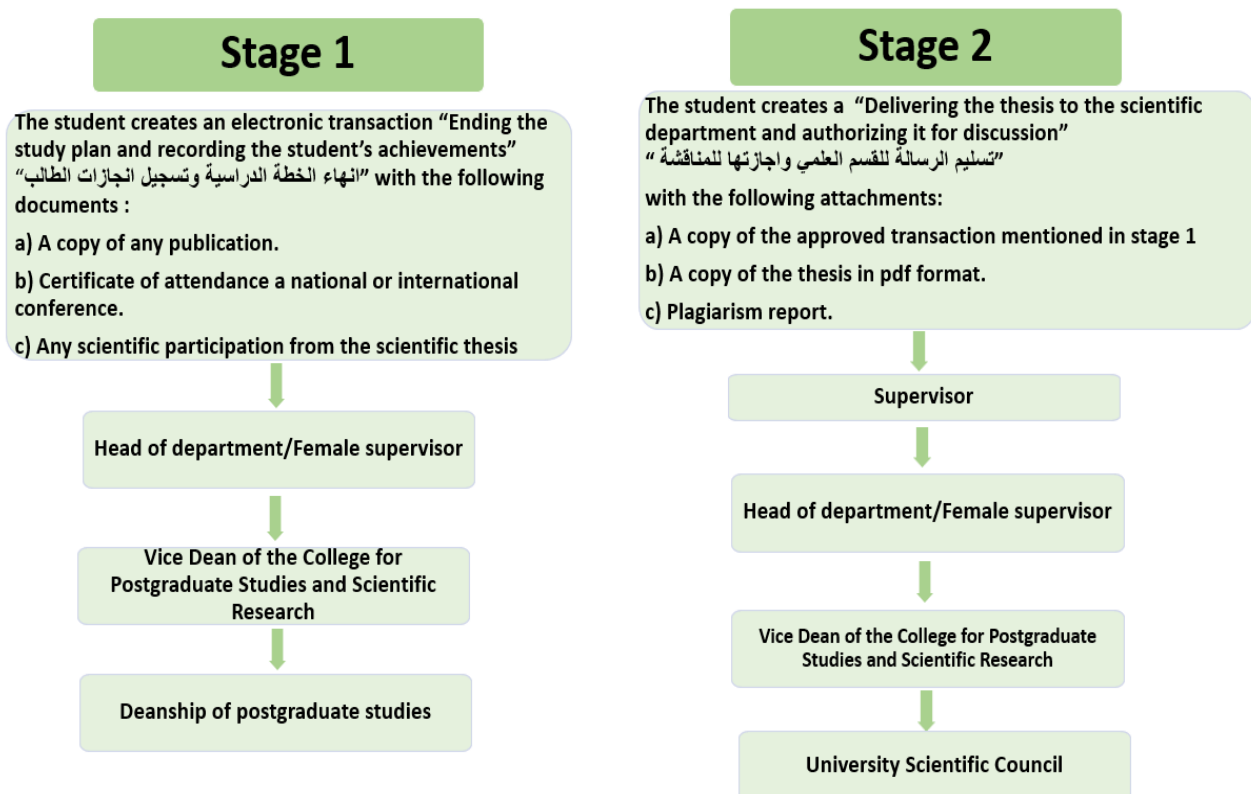 Stage 1
The student creates an electronic transaction “Ending the
study plan and recording the student’s achievements”
“انهاء الخطة الدراسية وتسجيل انجازات الطالب” with the following
documents :
a) A copy of any publication.
b) Certificate of attendance a national or international
conference.
c) Any scientific participation from the scientific thesis
Head of department/Female supervisor
Vice Dean of the College for
Postgraduate Studies and Scientific
Research
Deanship of postgraduate studies
Stage 2
The student creates a “Delivering the thesis to the scientific
department and authorizing it for discussion”
“تسليم الرسالة للقسم العلمي واجازتها للمناقشة”
with the following attachments:
a) A copy of the approved transaction mentioned in stage 1
b) A copy of the thesis in pdf format.
c) Plagiarism report.
Supervisor
Head of department/Female supervisor
Vice Dean of the College for Postgraduate
Studies and Scientific Research
University Scientific Council